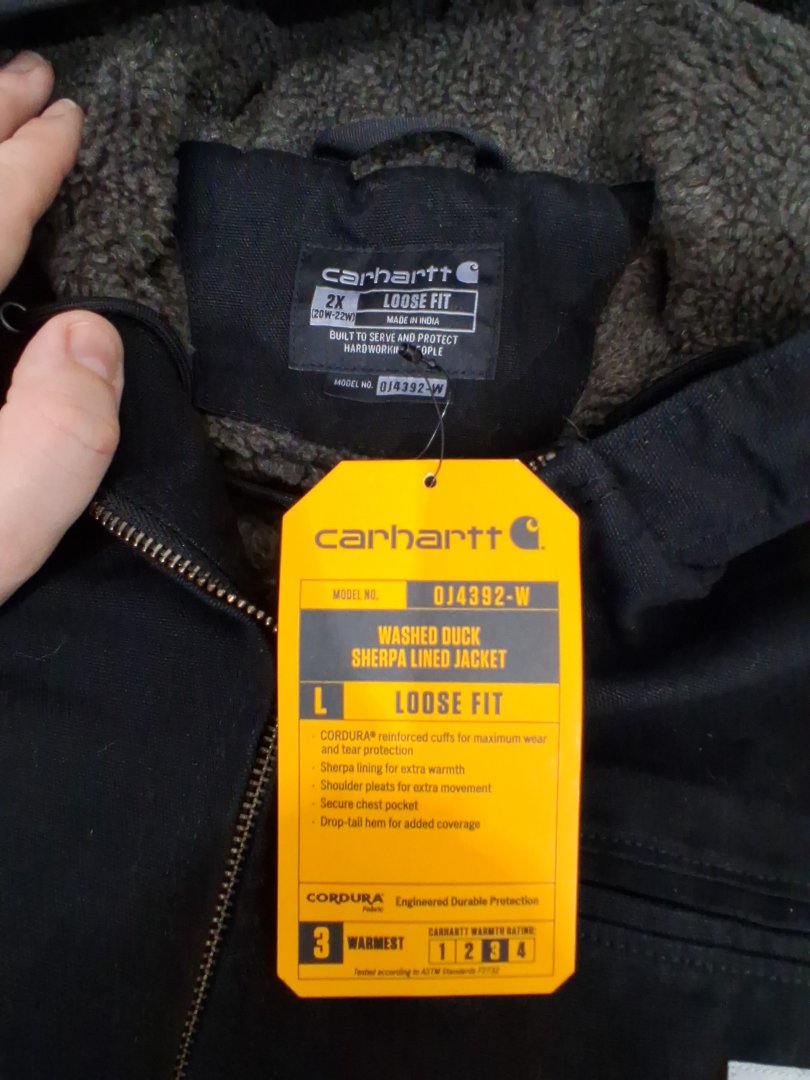 carhartt
2X
(20W-22W)
LOOSE FIT
MADE IN INDIA
BUILT TO SERVE AND PROTECT
HARDWORKING PEOPLE
MODEL NO. 0J4392-W
carhartt
MODEL NO. 0J4392-W
WASHED DUCK
SHERPA LINED JACKET
L LOOSE FIT
· CORDURA® reinforced cuffs for maximum wear
and tear protection
· Sherpa lining for extra warmth
· Shoulder pleats for extra movement
· Secure chest pocket
· Drop-tail hem for added coverage
CORDURA Engineered Durable Protection
Fabric
3 WARMEST
CARHARTT WARMTH RATING:
1 2 3 4
Tested according to ASTM Standards F2732